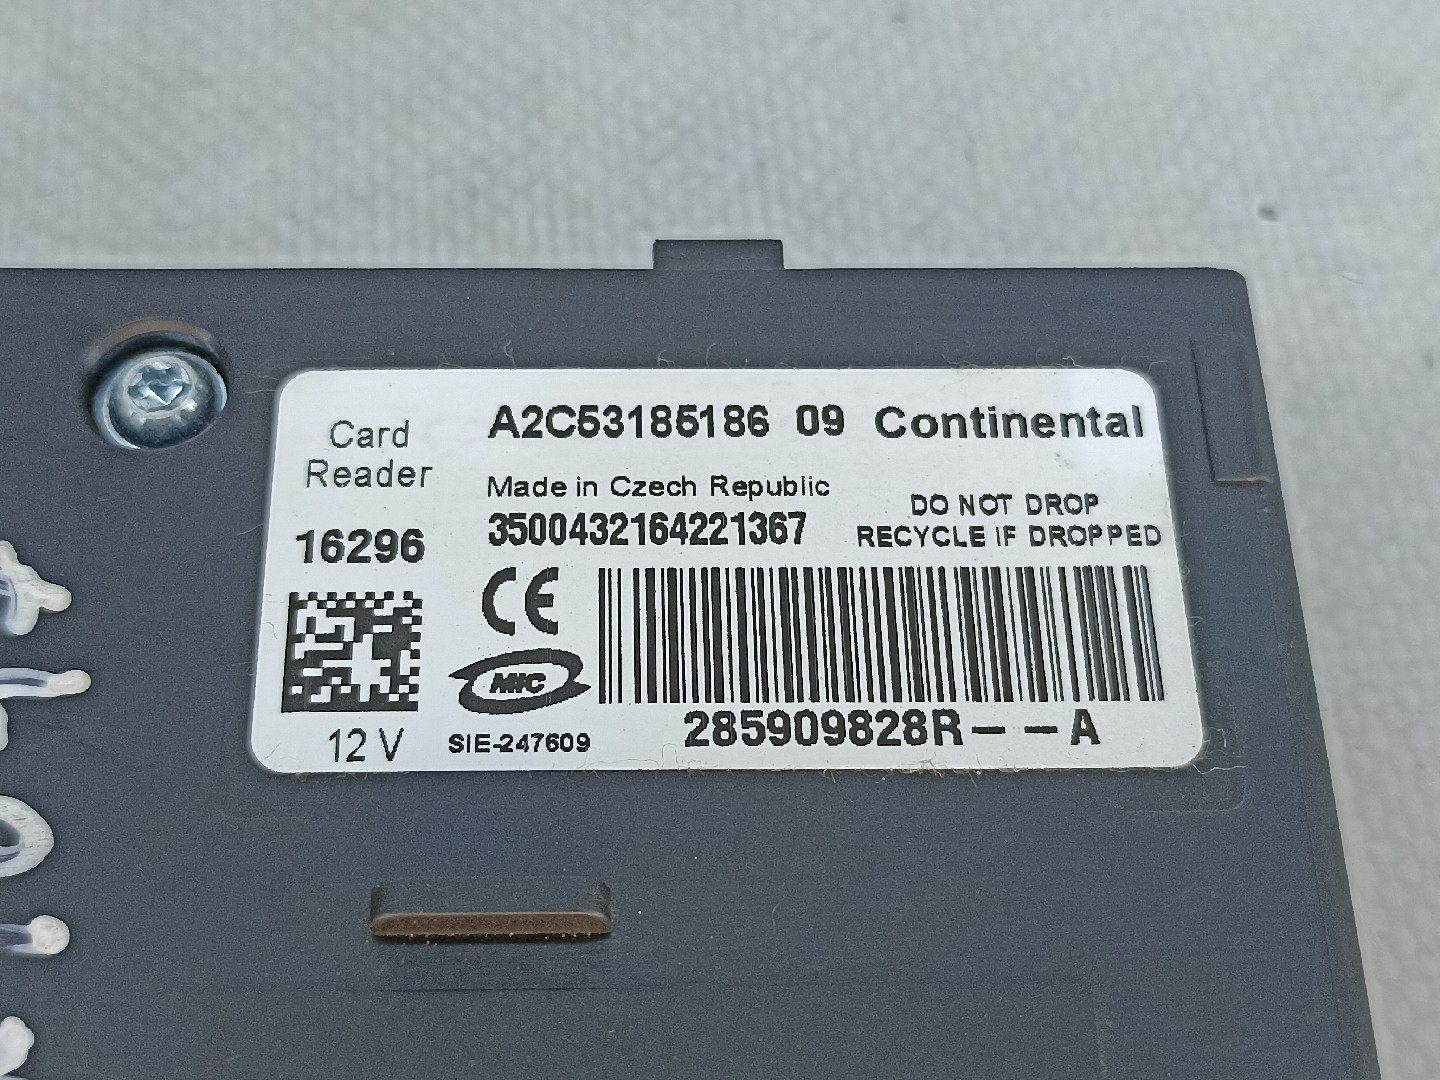 Card
Reader
16296
12 V
A2C53185186 09 Continental
Made in Czech Republic
3500432164221367
DO NOT DROP
RECYCLE IF DROPPED
CE
MIC
SIE-247609
285909828R-- -A